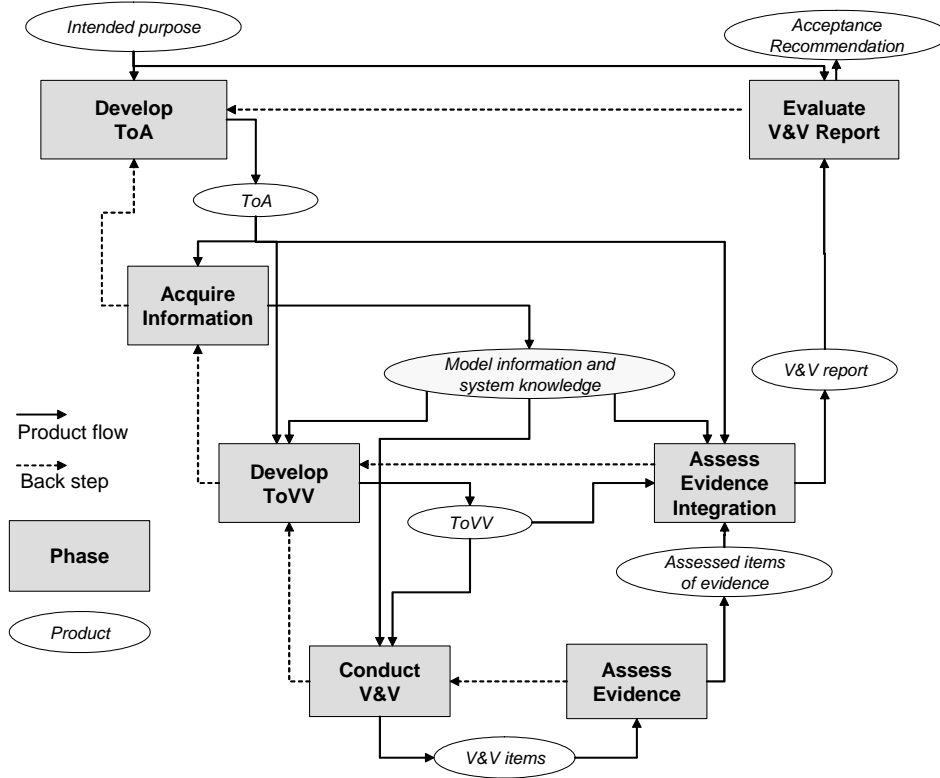 Intended purpose
Acceptance
Recommendation
Develop
ToA
Evaluate
V&V Report
ToA
Acquire
Information
Model information and
system knowledge
V&V report
Product flow
Back step
Develop
ToVV
Assess
Evidence
Integration
ToVV
Phase
Assessed items
of evidence
Product
Conduct
V&V
Assess
Evidence
V&V items